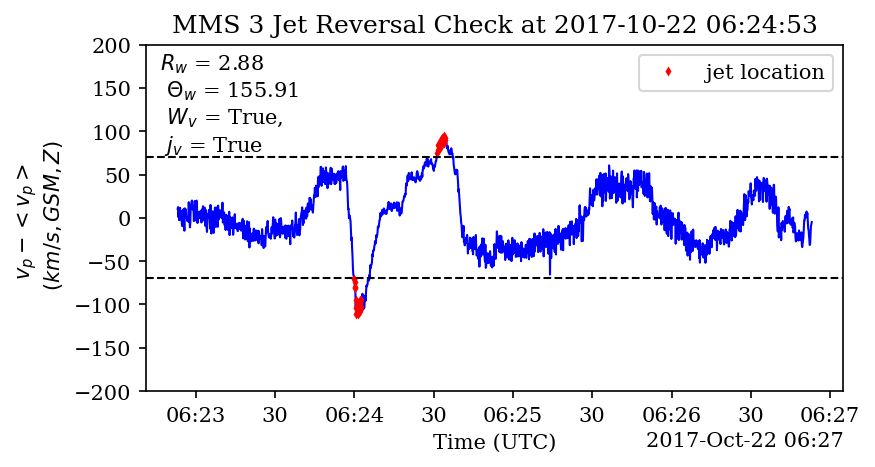 MMS 3 Jet Reversal Check at 2017-10-22 06:24:53
R_w = 2.88
Θ_w = 155.91
W_v = True,
j_v = True
jet location
v_p − < v_p >
(km/s, GSM, Z)
200
150
100
50
0
−50
−100
−150
−200
06:23 30 06:24 30 06:25 30 06:26 30 06:27
Time (UTC)
2017-Oct-22 06:27